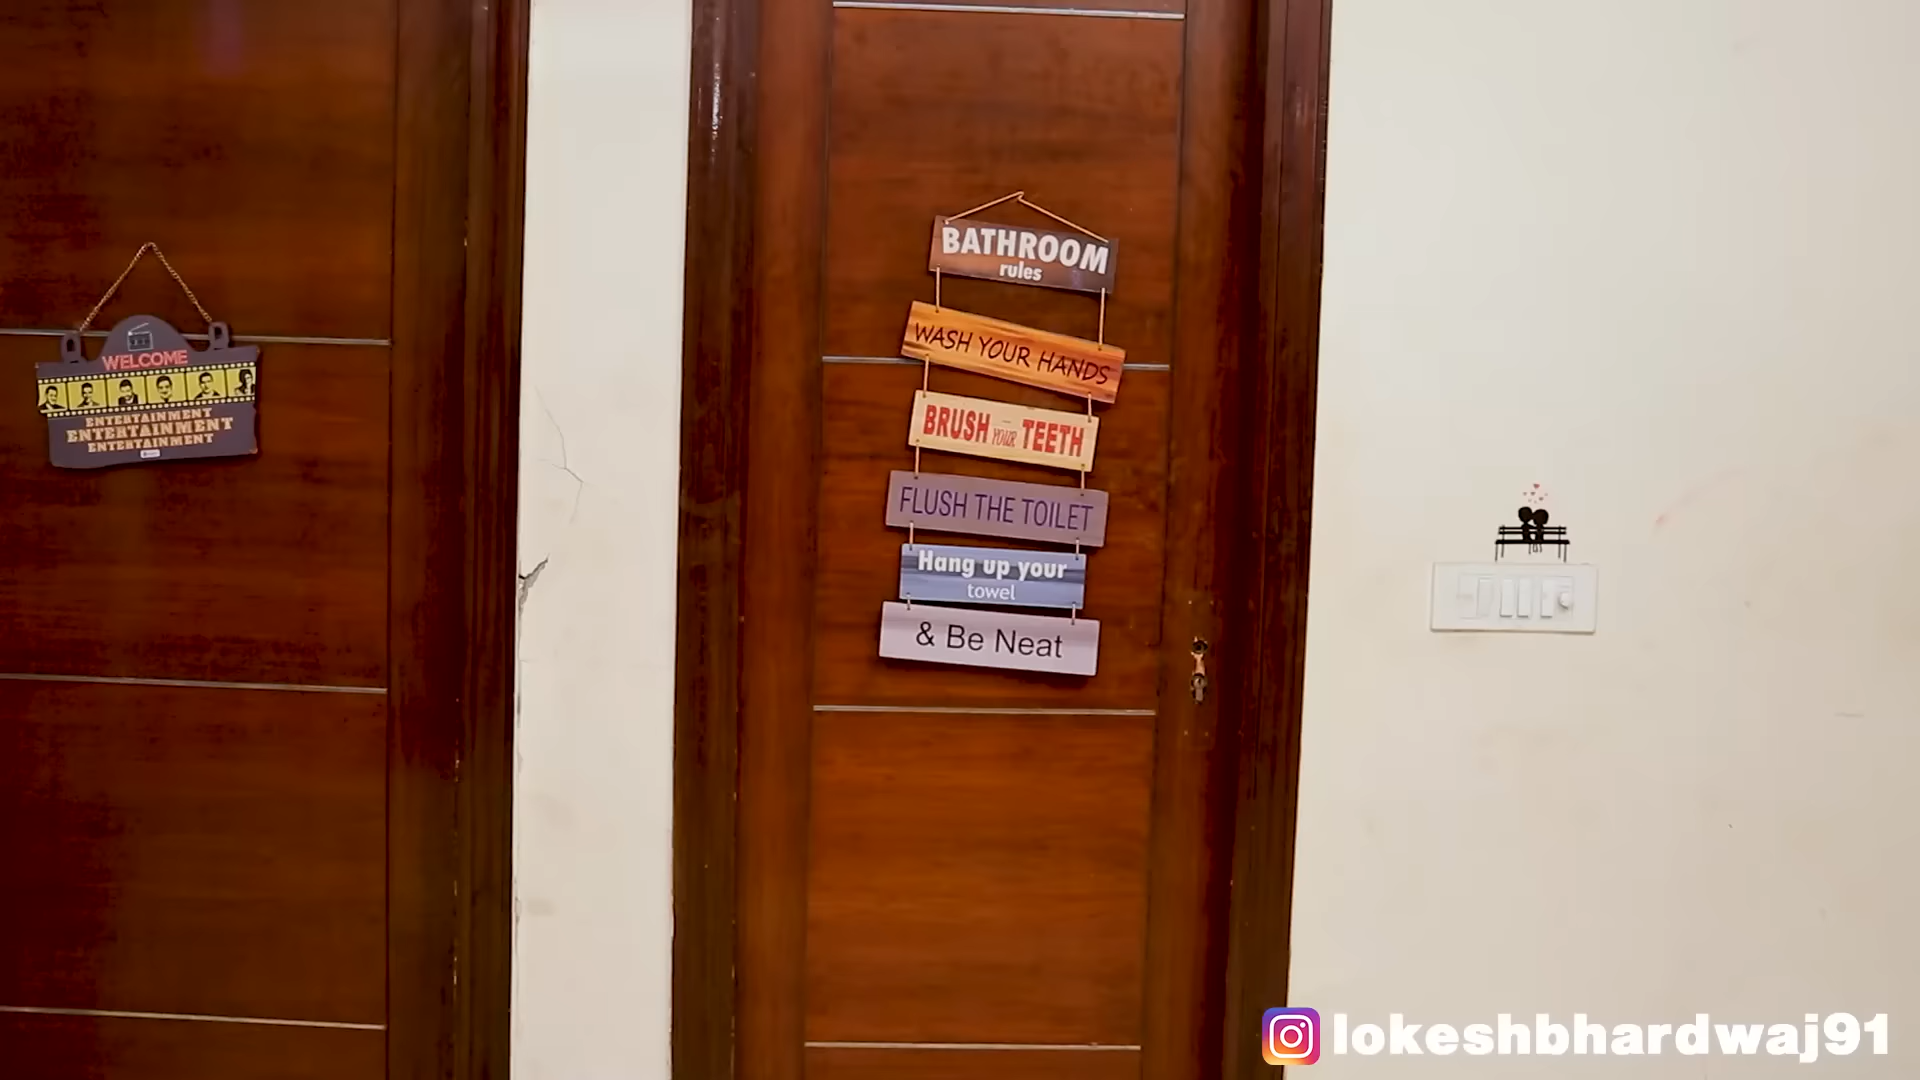 WELCOME
ENTERTAINMENT
ENTERTAINMENT
ENTERTAINMENT
BATHROOM
rules
WASH YOUR HANDS
BRUSH YOUR TEETH
FLUSH THE TOILET
Hang up your
towel
& Be Neat
lokeshbhardwaj91